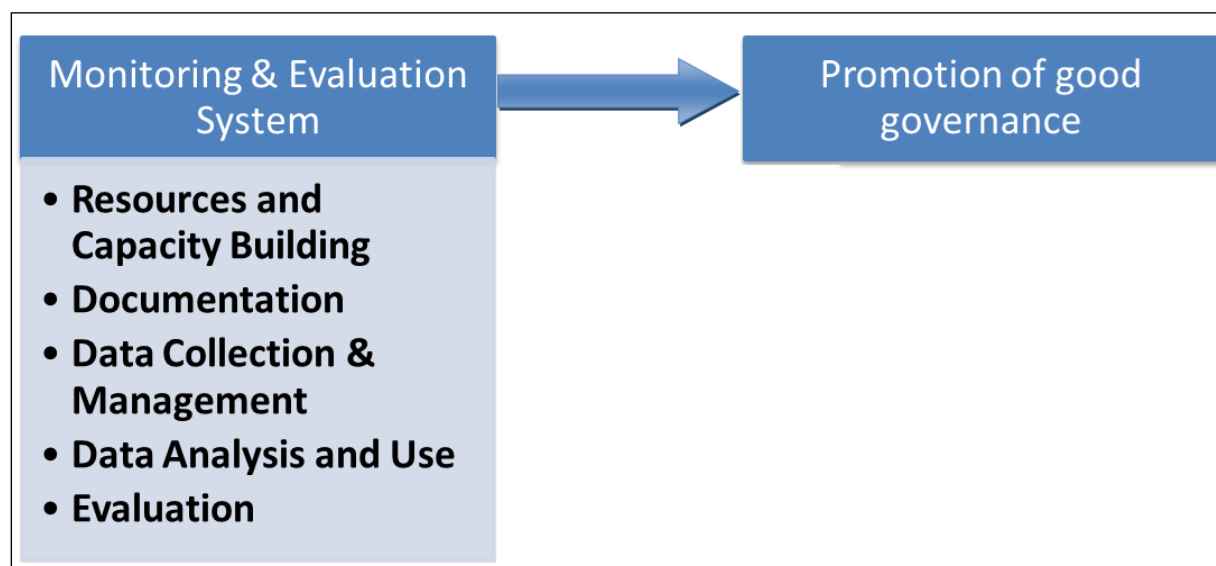 Monitoring & Evaluation
System
• Resources and
Capacity Building
• Documentation
• Data Collection &
Management
• Data Analysis and Use
• Evaluation
Promotion of good
governance